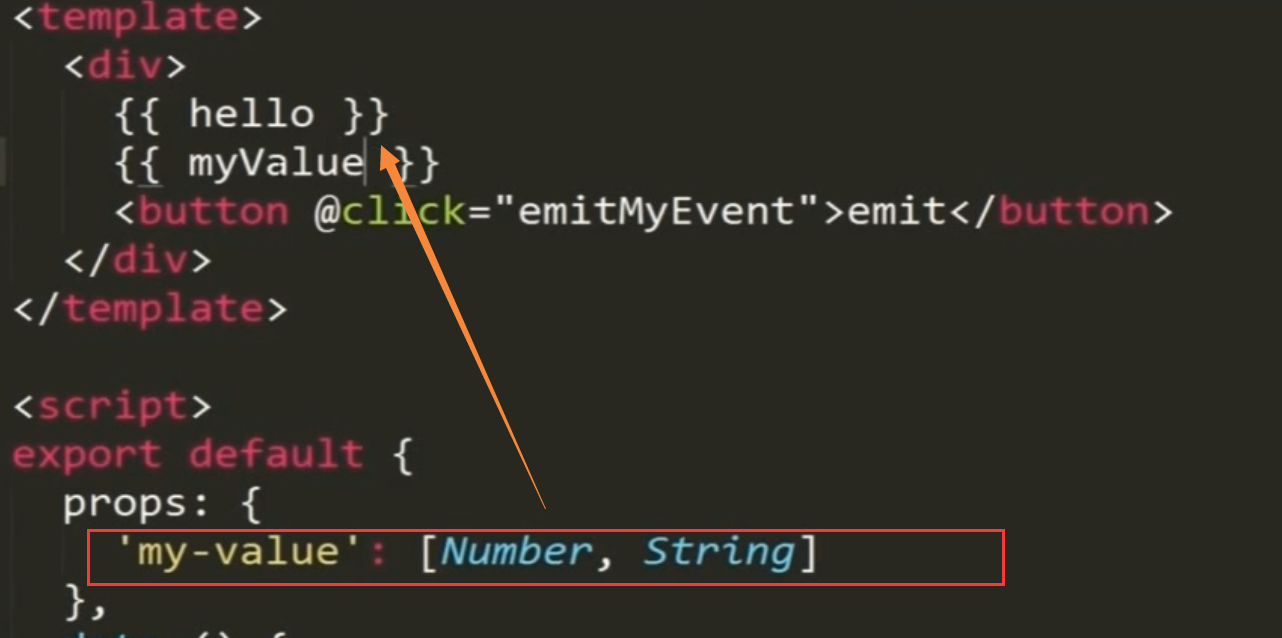 <template>
<div>
{{ hello }}
{{ myValue }}
<button @click="emitMyEvent">emit</button>
</div>
</template>
<script>
export default {
props: {
'my-value': [Number, String]
},